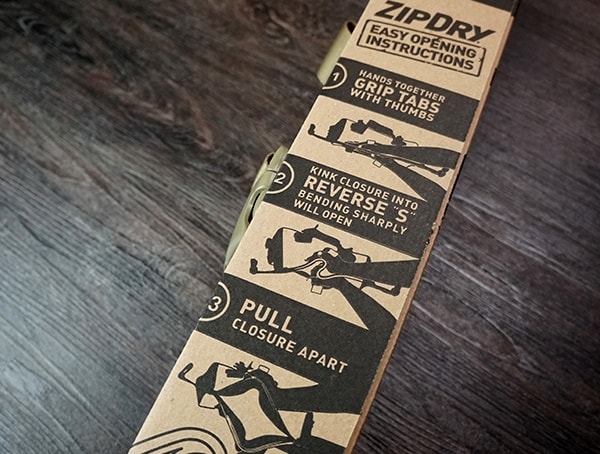 ZIPDRY
EASY OPENING
INSTRUCTIONS
1
HANDS TOGETHER
GRIP TABS
WITH THUMBS
2
KINK CLOSURE INTO
REVERSE "S"
BENDING SHARPLY
WILL OPEN
3
PULL
CLOSURE APART